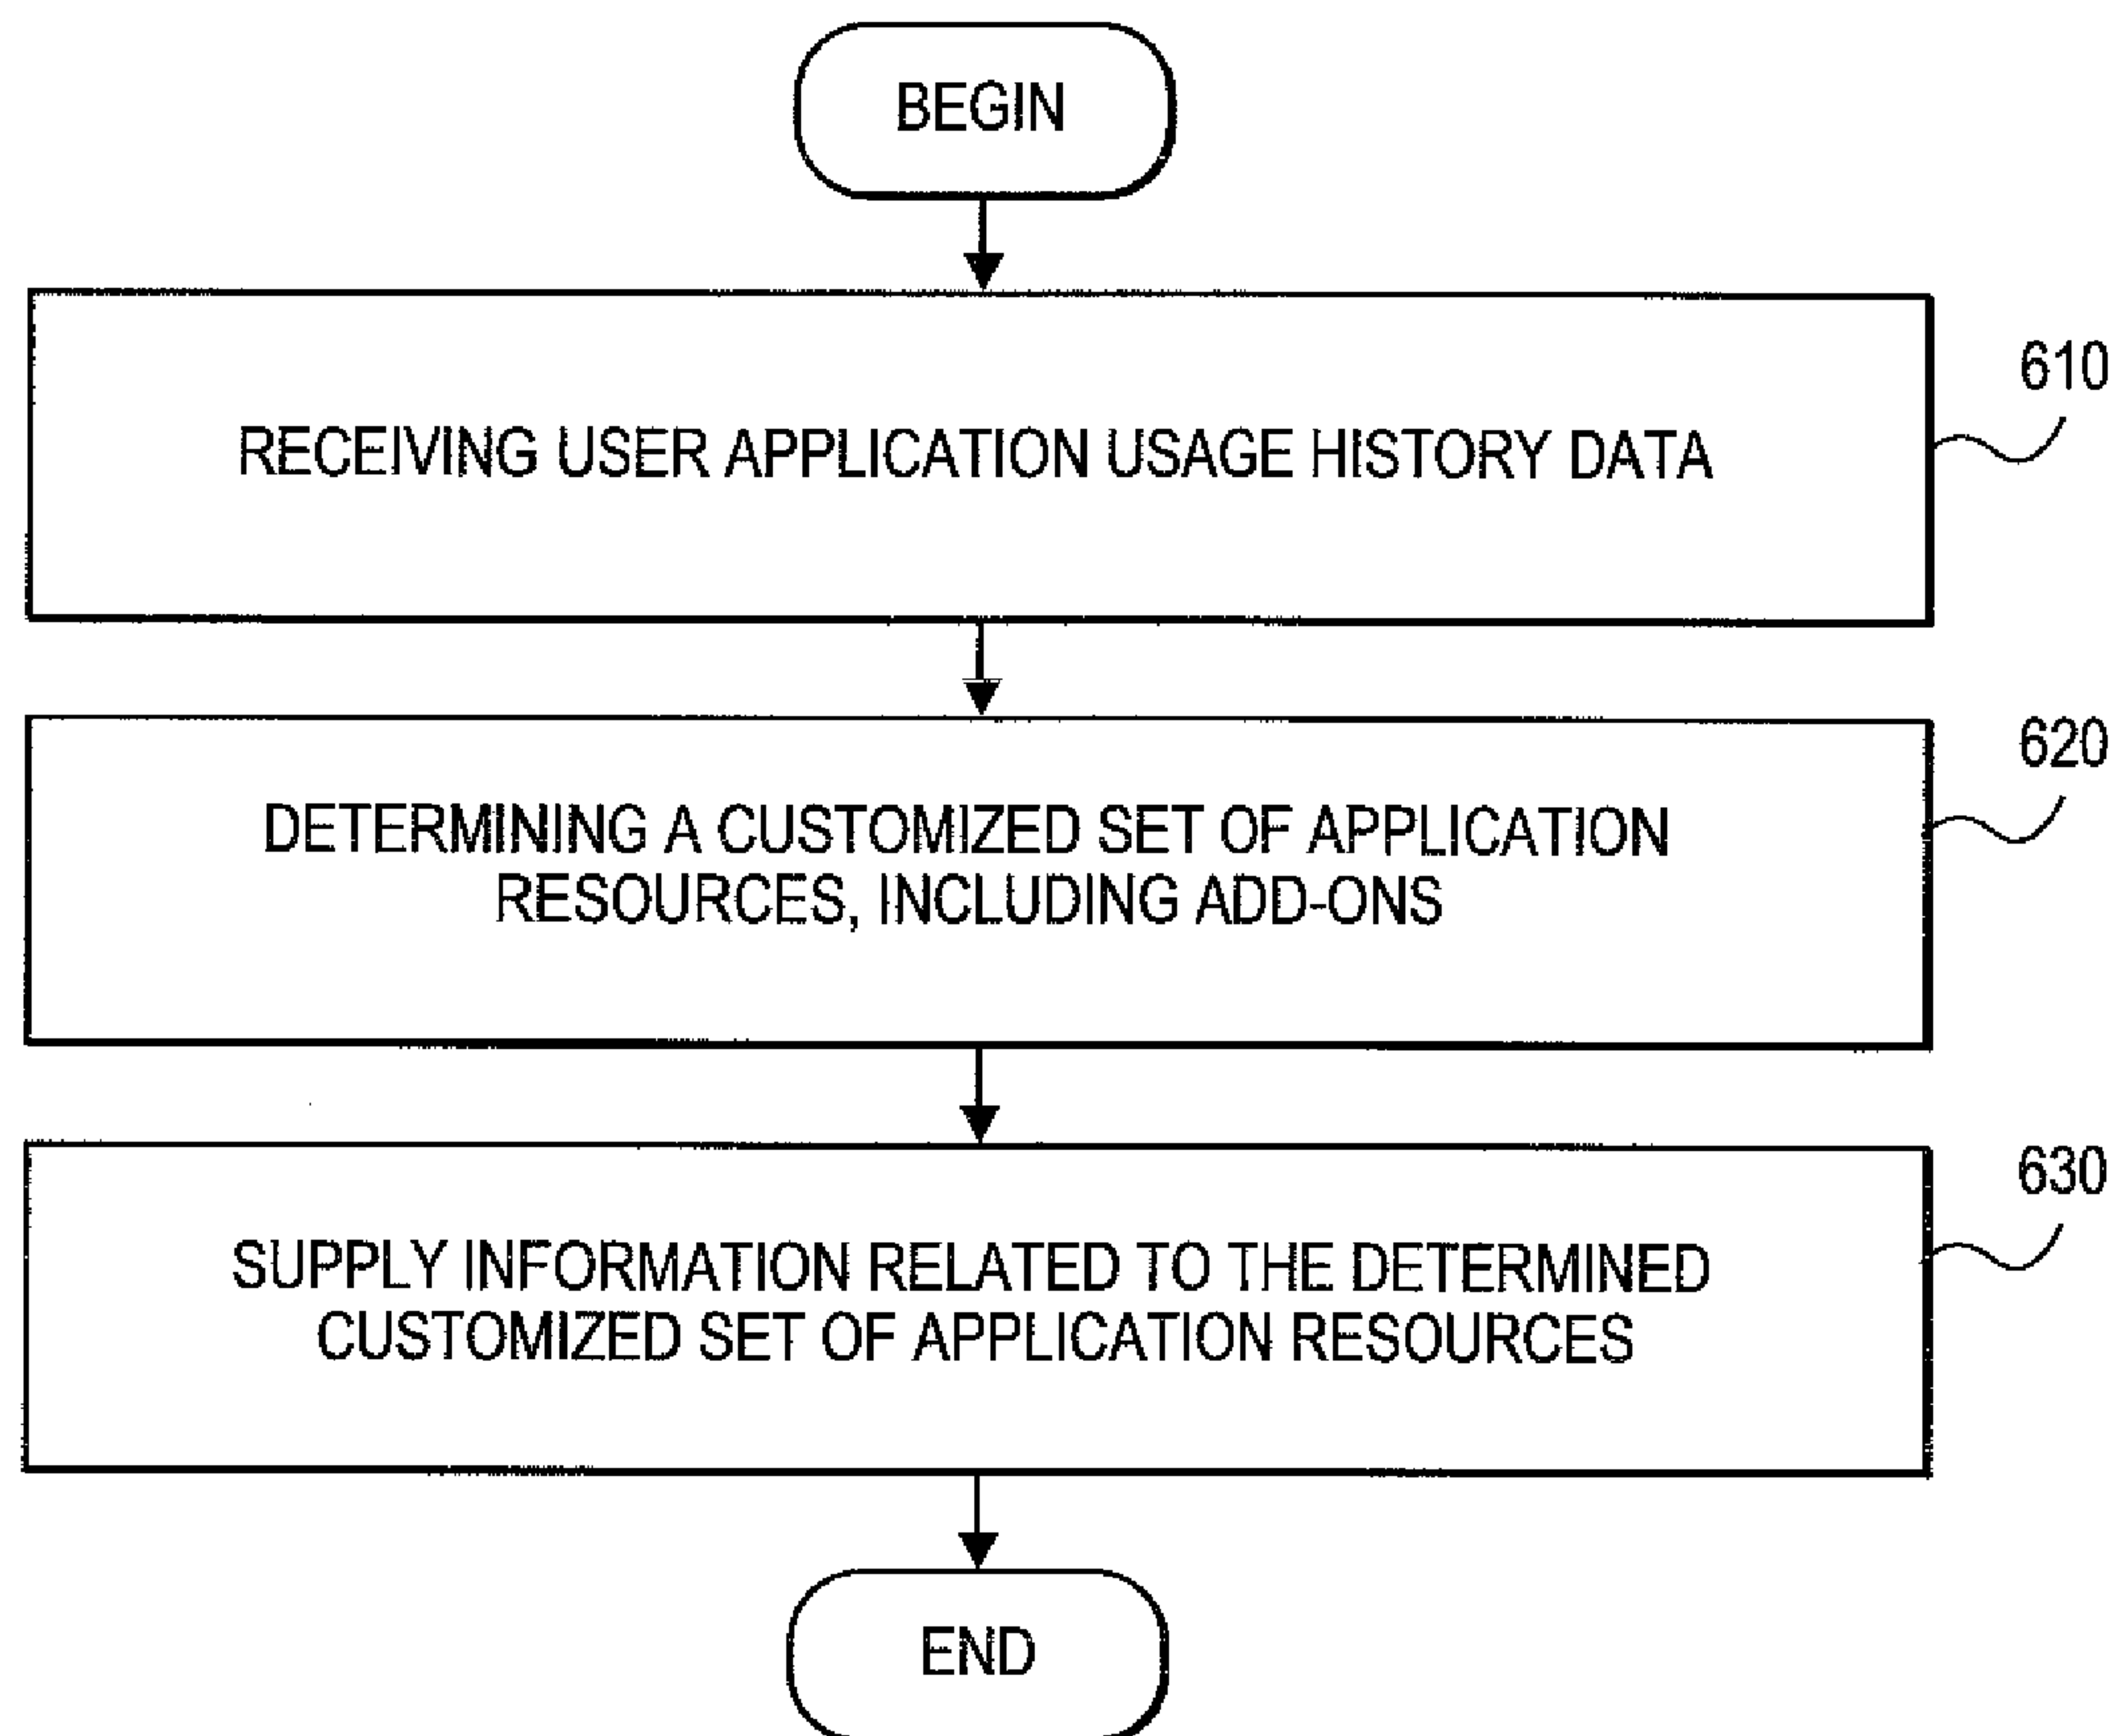 BEGIN
610
RECEIVING USER APPLICATION USAGE HISTORY DATA
620
DETERMINING A CUSTOMIZED SET OF APPLICATION
RESOURCES, INCLUDING ADD-ONS
630
SUPPLY INFORMATION RELATED TO THE DETERMINED
CUSTOMIZED SET OF APPLICATION RESOURCES
END